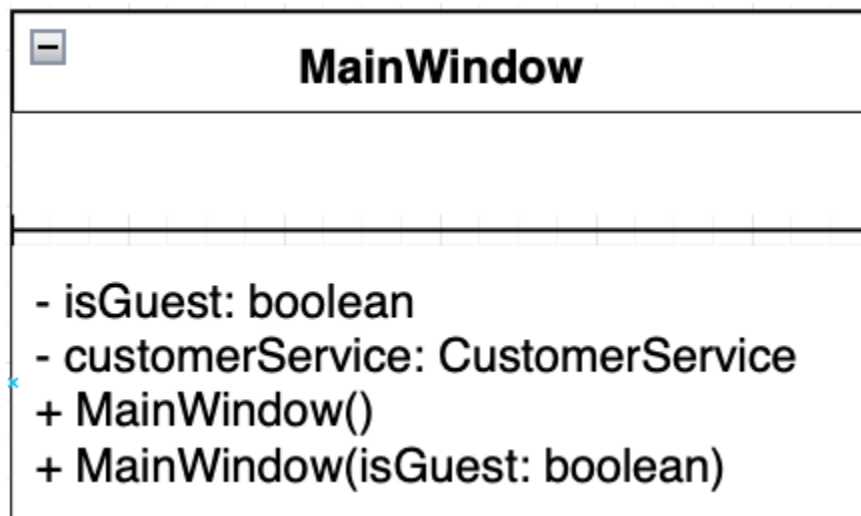 MainWindow
- isGuest: boolean
- customerService: CustomerService
+ MainWindow()
+ MainWindow(isGuest: boolean)